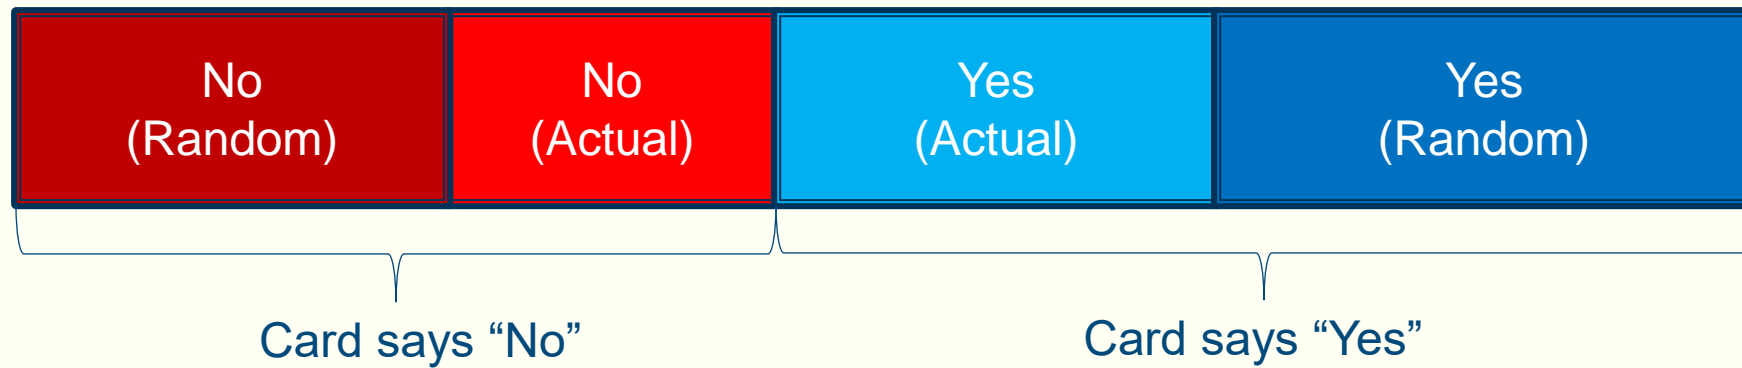 No
(Random)
No
(Actual)
Yes
(Actual)
Yes
(Random)
Card says “No”
Card says “Yes”